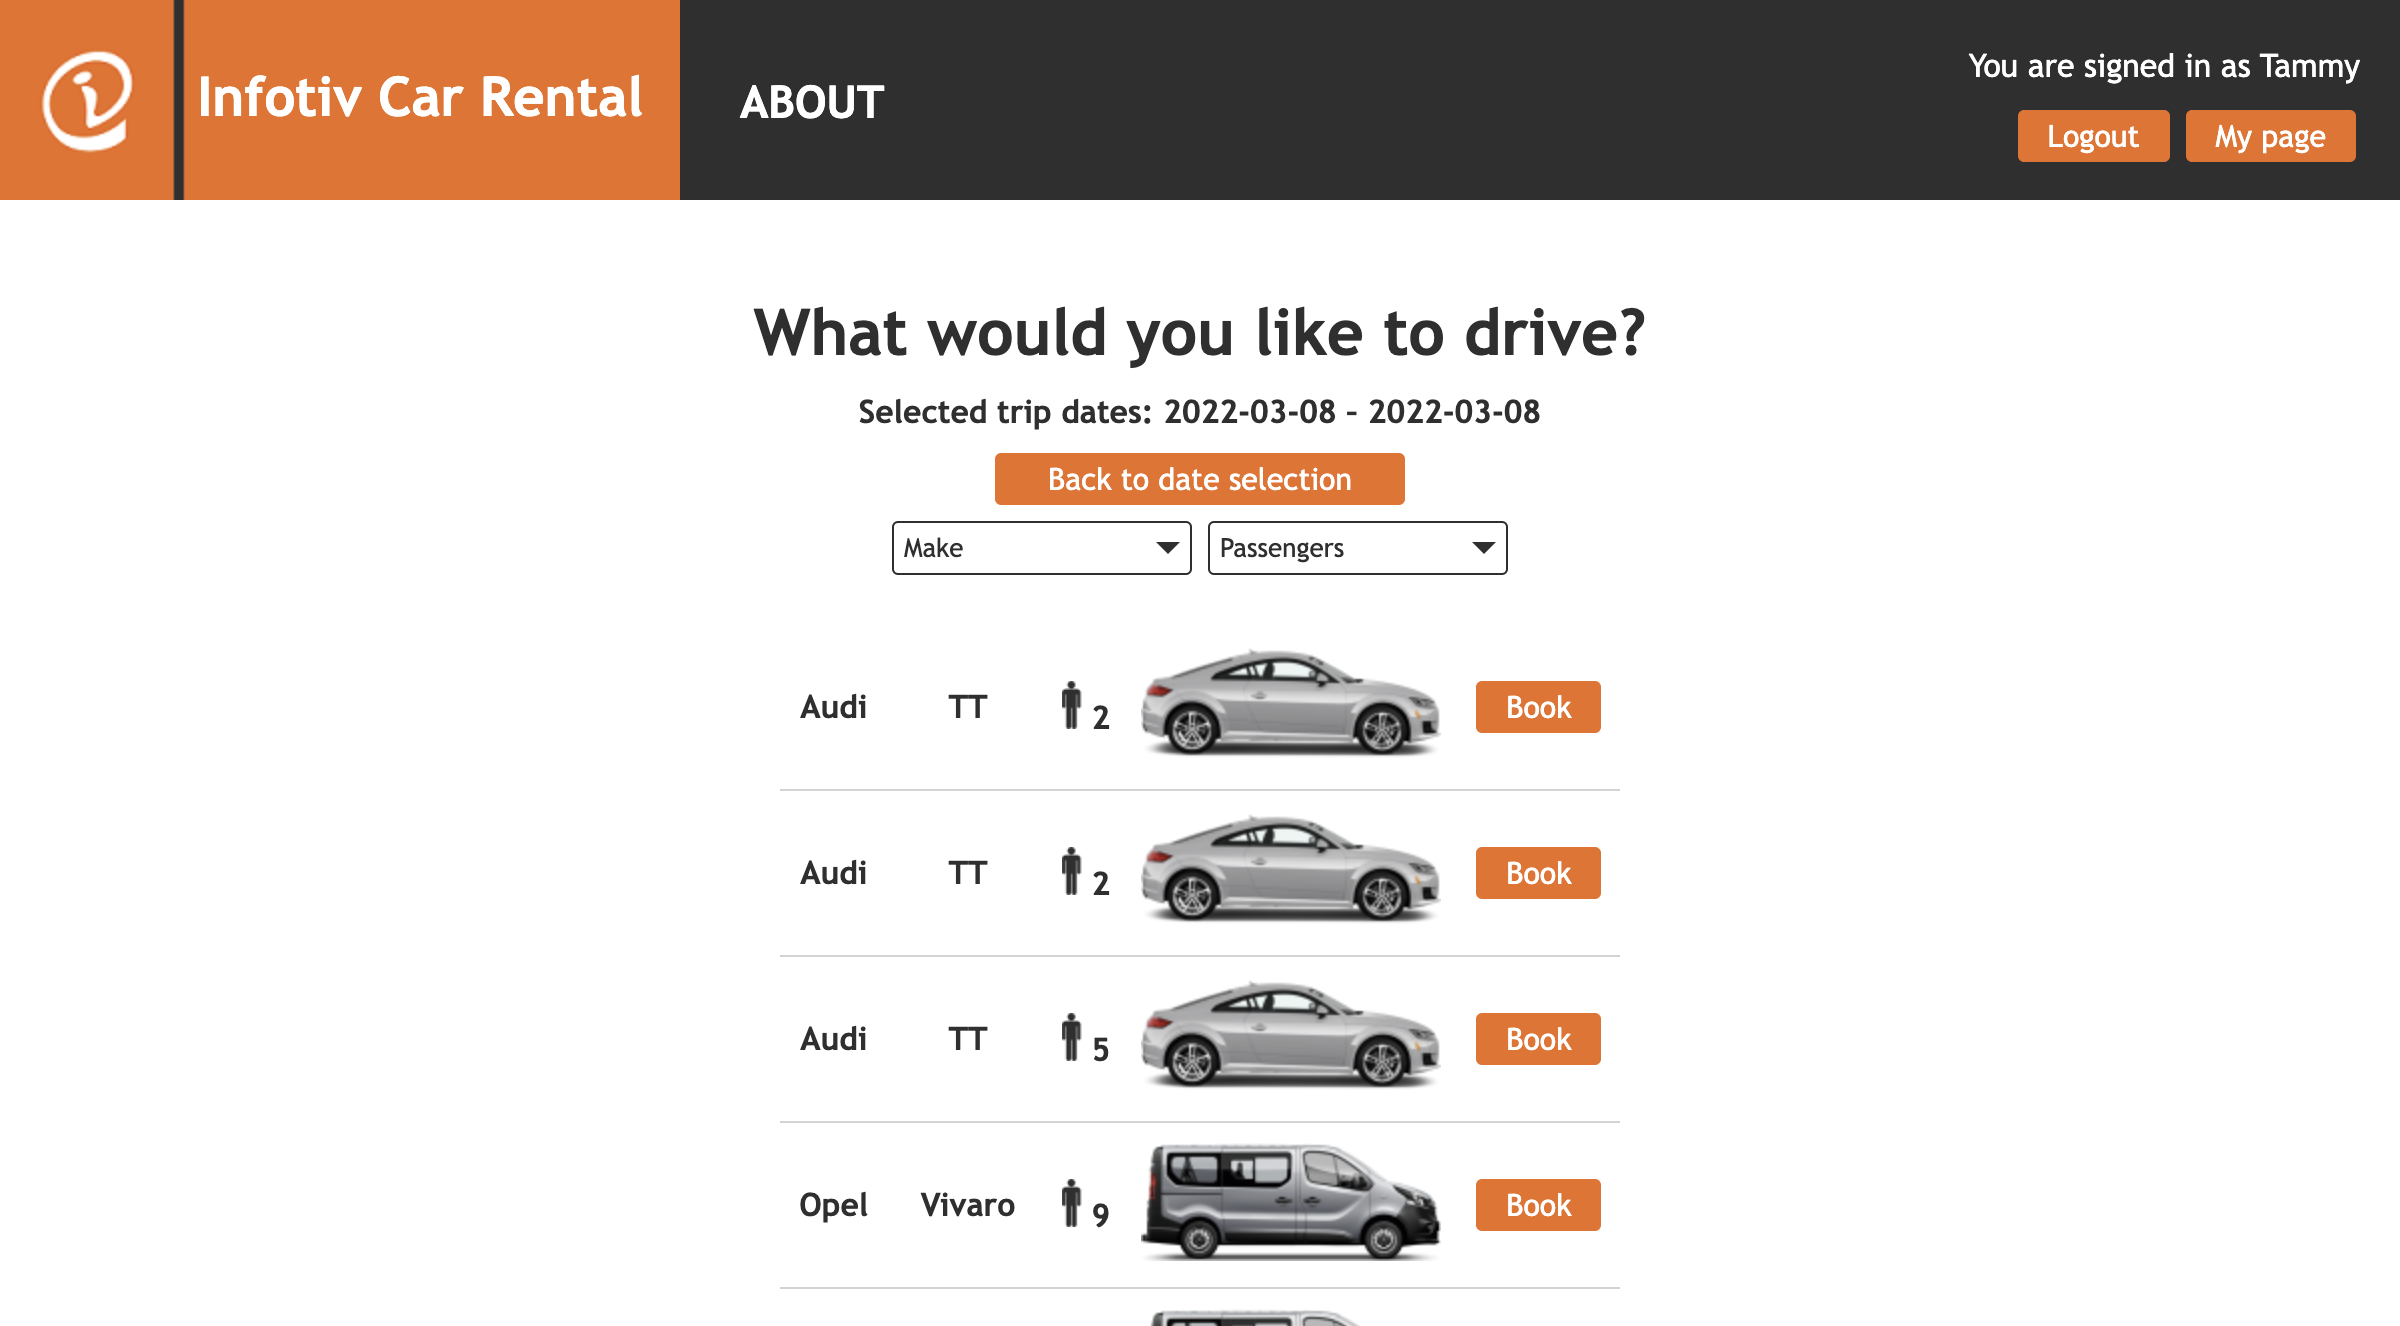 Infotiv Car Rental
ABOUT
You are signed in as Tammy
Logout
My page
What would you like to drive?
Selected trip dates: 2022-03-08 – 2022-03-08
Back to date selection
Make
Passengers
Audi TT 2 Book
Audi TT 2 Book
Audi TT 5 Book
Opel Vivaro 9 Book